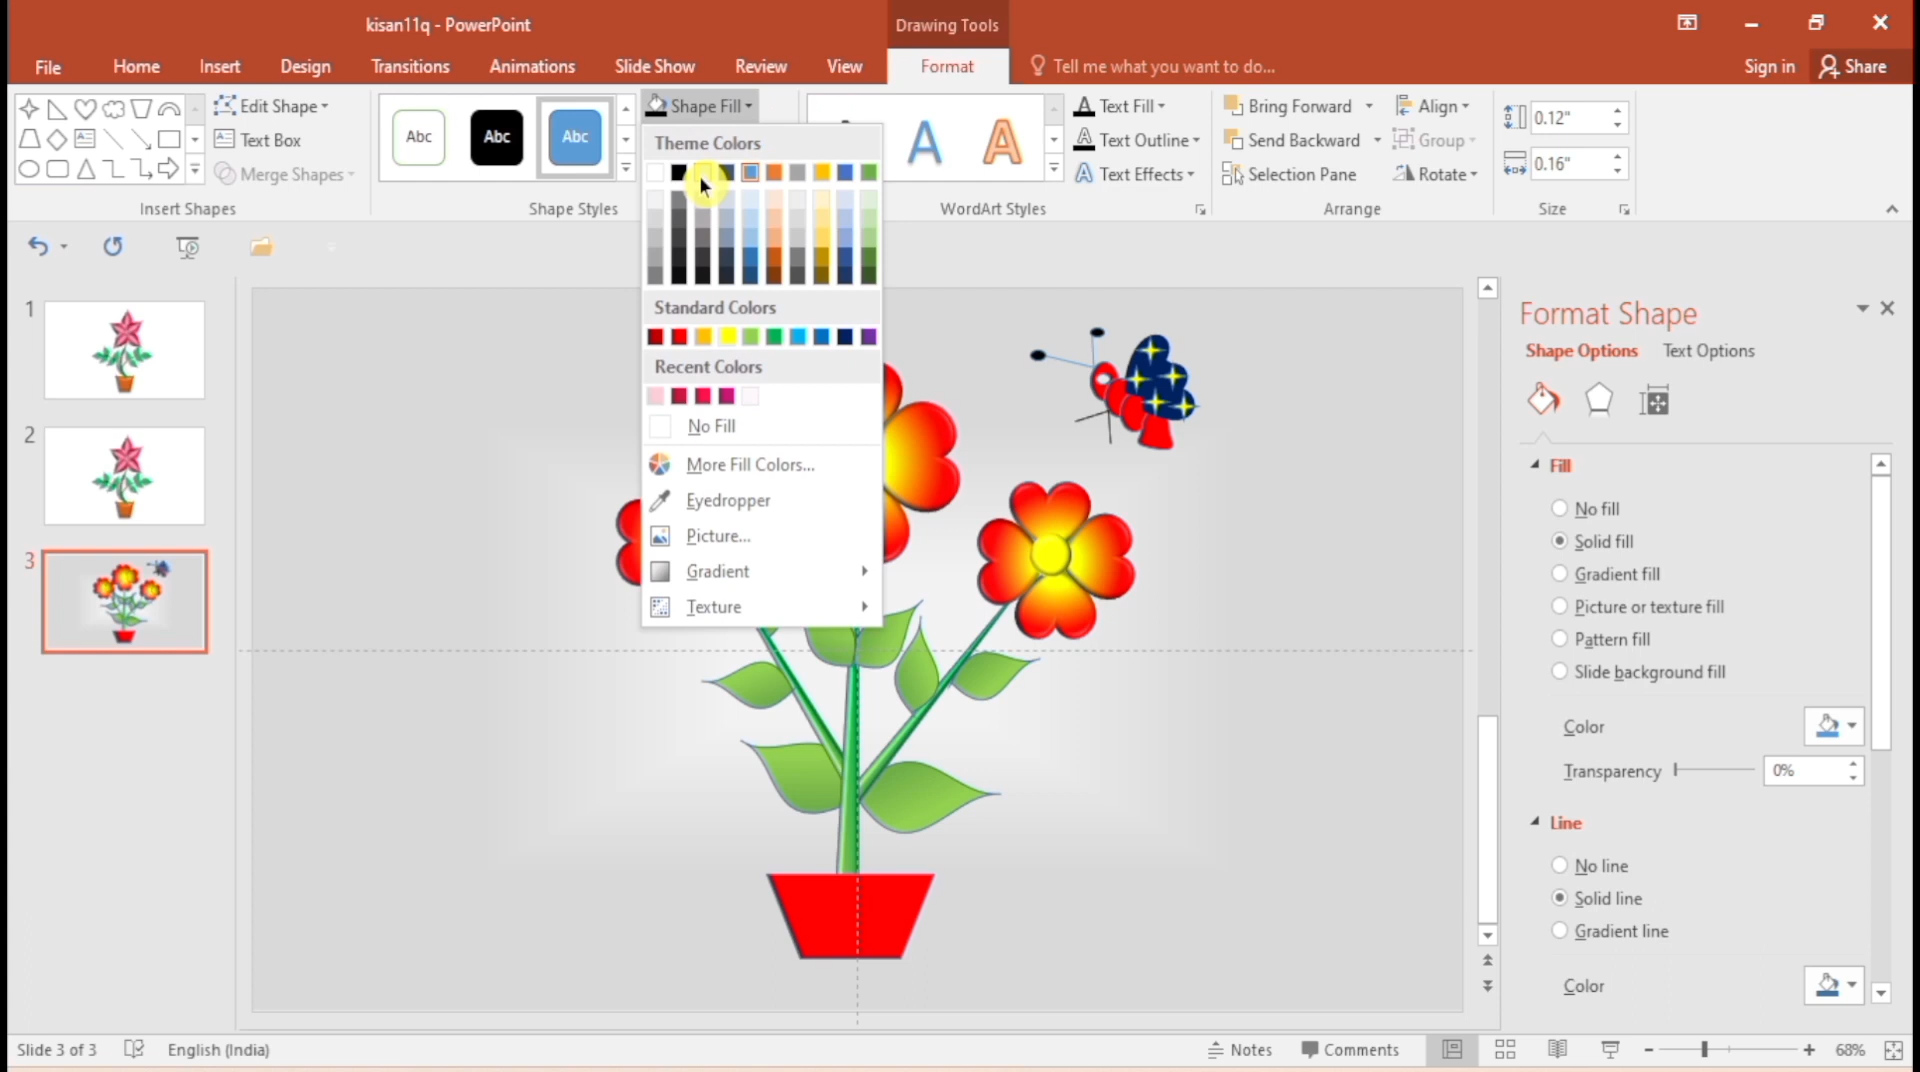 kisan11q - PowerPoint
Drawing Tools
File Home Insert Design Transitions Animations Slide Show Review View Format Tell me what you want to do... Sign in Share
Edit Shape
Text Box
Merge Shapes
Insert Shapes
Abc Abc Abc
Shape Styles
Shape Fill
Theme Colors
Standard Colors
Recent Colors
No Fill
More Fill Colors...
Eyedropper
Picture...
Gradient
Texture
A A
Text Fill
Text Outline
Text Effects
WordArt Styles
Bring Forward
Send Backward
Selection Pane
Align
Group
Rotate
Arrange
0.12"
0.16"
Size
1
2
3
Format Shape
Shape Options Text Options
Fill
No fill
Solid fill
Gradient fill
Picture or texture fill
Pattern fill
Slide background fill
Color
Transparency 0%
Line
No line
Solid line
Gradient line
Color
Slide 3 of 3 English (India) Notes Comments 68%